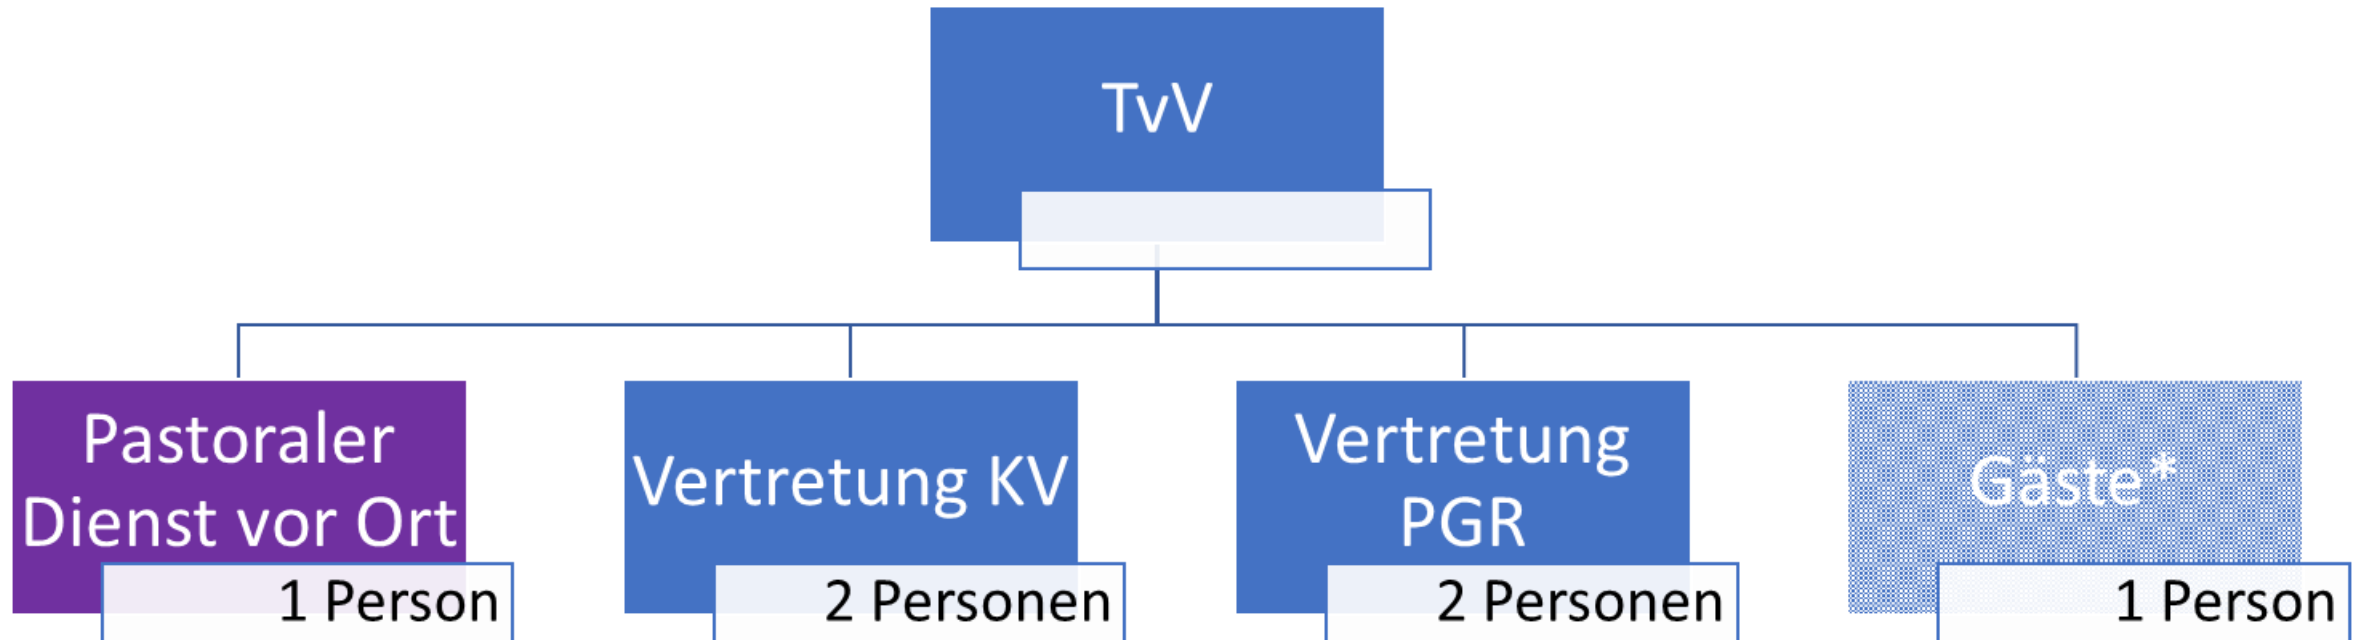 TvV
Pastoraler
Dienst vor Ort
1 Person
Vertretung KV
2 Personen
Vertretung
PGR
2 Personen
Gäste*
1 Person